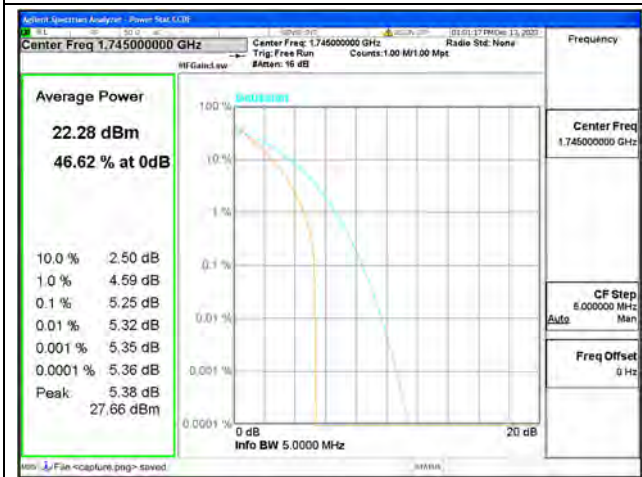 Agilent Spectrum Analyzer - Power Stat CCDF
Center Freq 1.745000000 GHz
Center Freq: 1.745000000 GHz
Trig: Free Run
Counts:1.00 M/1.00 Mpt
#IFGain:Low
#Atten: 16 dB
01:01:17 PM Dec 13, 2023
Radio Std: None
Frequency
Average Power
22.28 dBm
46.62 % at 0dB
10.0 % 2.50 dB
1.0 % 4.59 dB
0.1 % 5.25 dB
0.01 % 5.32 dB
0.001 % 5.35 dB
0.0001 % 5.36 dB
Peak 5.38 dB
27.66 dBm
100 %
Gaussian
10 %
1 %
0.1 %
0.01 %
0.001 %
0.0001 %
0 dB
20 dB
Info BW 5.0000 MHz
Center Freq
1.745000000 GHz
CF Step
5.000000 MHz
Auto Man
Freq Offset
0 Hz
MSG
File <capture.png> saved
STATUS